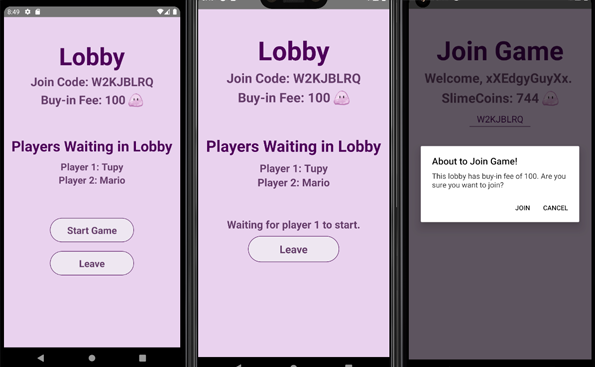 8:49
Lobby
Join Code: W2KJBLRQ
Buy-in Fee: 100
Players Waiting in Lobby
Player 1: Tupy
Player 2: Mario
Start Game
Leave
Lobby
Join Code: W2KJBLRQ
Buy-in Fee: 100
Players Waiting in Lobby
Player 1: Tupy
Player 2: Mario
Waiting for player 1 to start.
Leave
Join Game
Welcome, xXEdgyGuyXx.
SlimeCoins: 744
W2KJBLRQ
About to Join Game!
This lobby has buy-in fee of 100. Are you
sure you want to join?
JOIN CANCEL